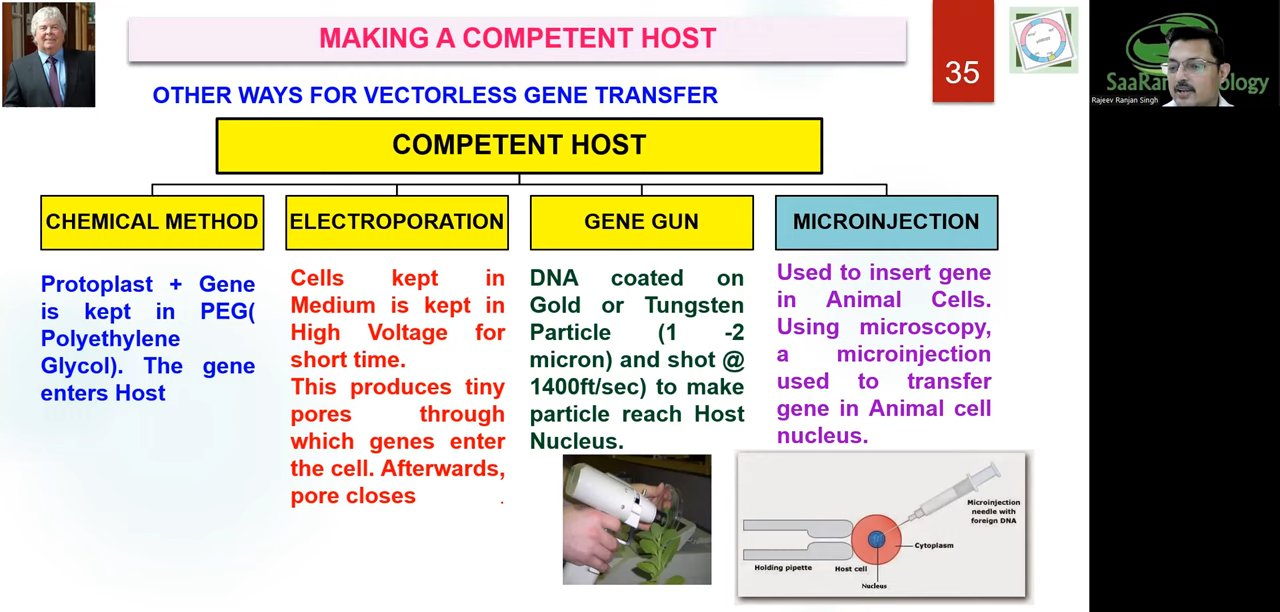 MAKING A COMPETENT HOST
35
SaaRan
ology
Rajeev Ranjan Singh
OTHER WAYS FOR VECTORLESS GENE TRANSFER
COMPETENT HOST
CHEMICAL METHOD
Protoplast + Gene
is kept in PEG(
Polyethylene
Glycol). The gene
enters Host
ELECTROPORATION
Cells kept in
Medium is kept in
High Voltage for
short time.
This produces tiny
pores through
which genes enter
the cell. Afterwards,
pore closes .
GENE GUN
DNA coated on
Gold or Tungsten
Particle (1 -2
micron) and shot @
1400ft/sec) to make
particle reach Host
Nucleus.
MICROINJECTION
Used to insert gene
in Animal Cells.
Using microscopy,
a microinjection
used to transfer
gene in Animal cell
nucleus.
Microinjection
needle with
foreign DNA
Cytoplasm
Holding pipette
Host cell
Nucleus